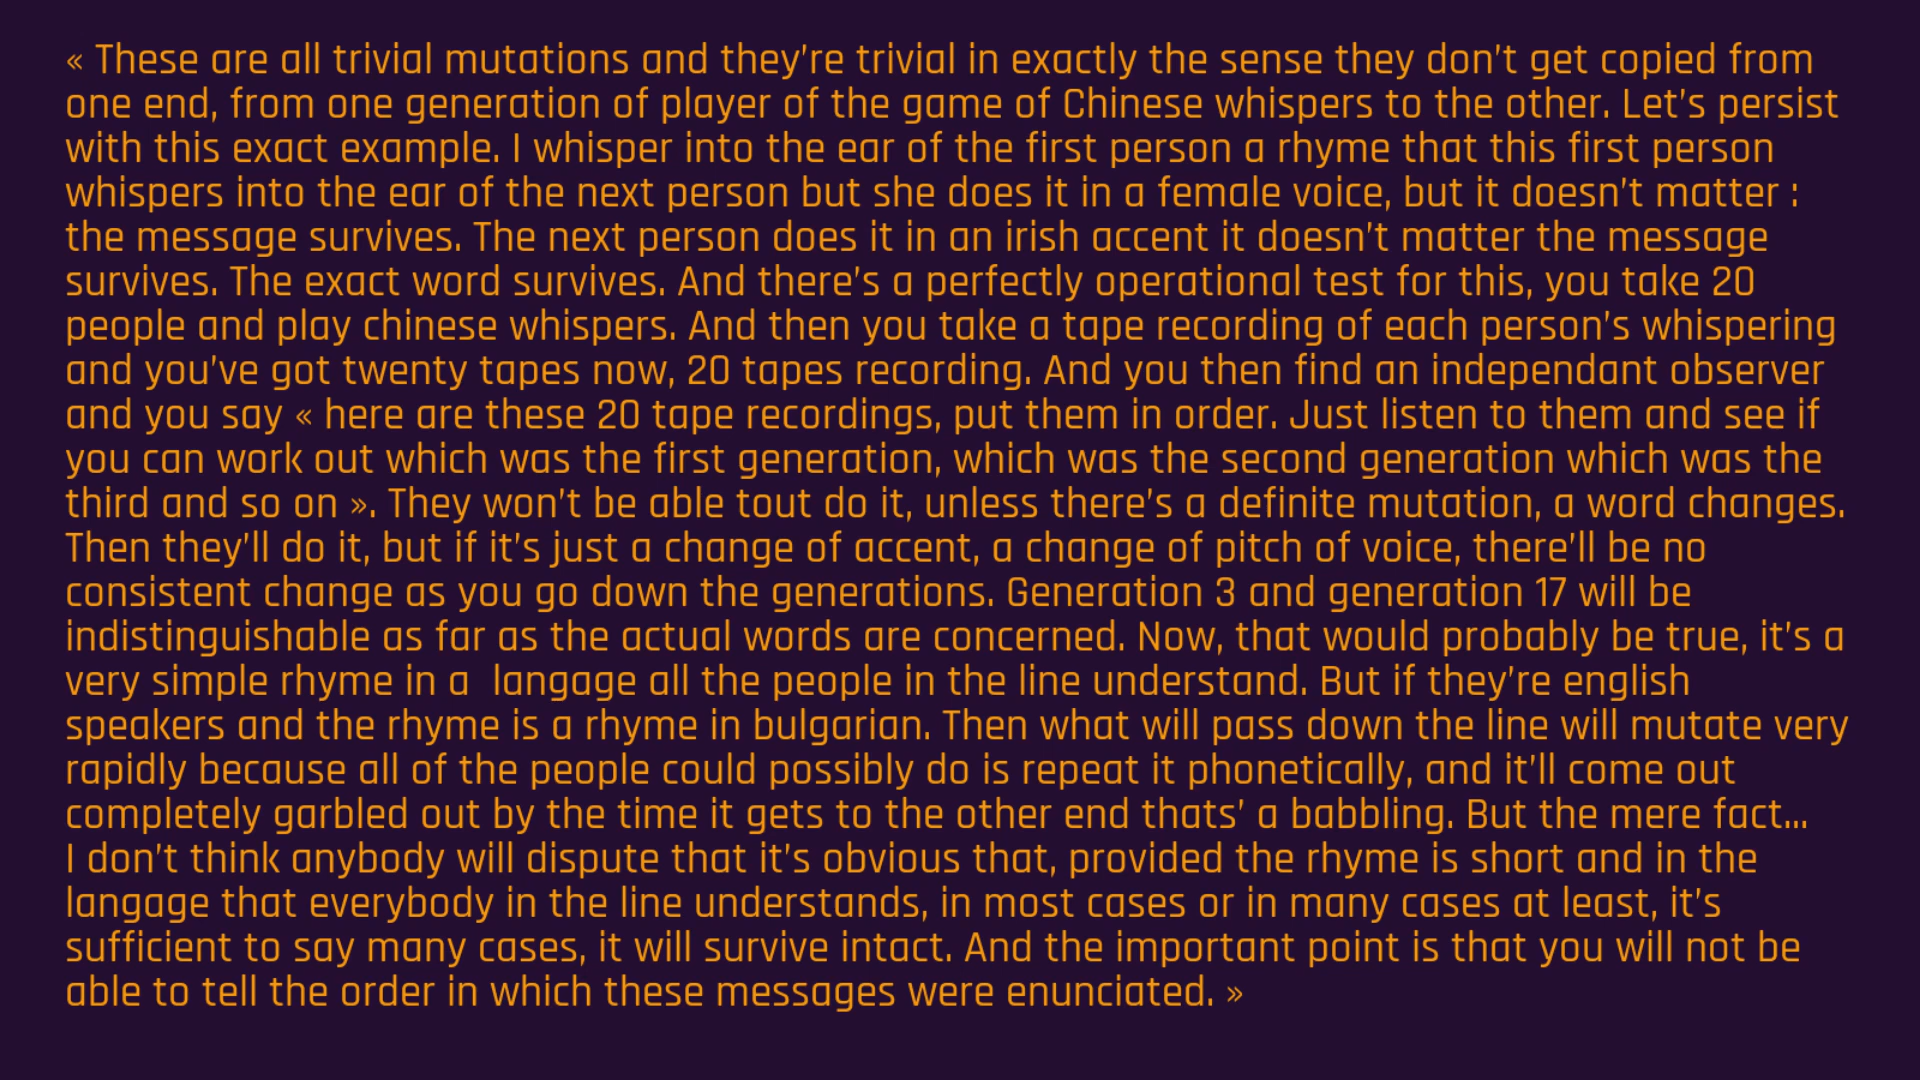 « These are all trivial mutations and they’re trivial in exactly the sense they don’t get copied from
one end, from one generation of player of the game of Chinese whispers to the other. Let’s persist
with this exact example. I whisper into the ear of the first person a rhyme that this first person
whispers into the ear of the next person but she does it in a female voice, but it doesn’t matter :
the message survives. The next person does it in an irish accent it doesn’t matter the message
survives. The exact word survives. And there’s a perfectly operational test for this, you take 20
people and play chinese whispers. And then you take a tape recording of each person’s whispering
and you’ve got twenty tapes now, 20 tapes recording. And you then find an independant observer
and you say « here are these 20 tape recordings, put them in order. Just listen to them and see if
you can work out which was the first generation, which was the second generation which was the
third and so on ». They won’t be able tout do it, unless there’s a definite mutation, a word changes.
Then they’ll do it, but if it’s just a change of accent, a change of pitch of voice, there’ll be no
consistent change as you go down the generations. Generation 3 and generation 17 will be
indistinguishable as far as the actual words are concerned. Now, that would probably be true, it’s a
very simple rhyme in a  langage all the people in the line understand. But if they’re english
speakers and the rhyme is a rhyme in bulgarian. Then what will pass down the line will mutate very
rapidly because all of the people could possibly do is repeat it phonetically, and it’ll come out
completely garbled out by the time it gets to the other end thats’ a babbling. But the mere fact...
I don’t think anybody will dispute that it’s obvious that, provided the rhyme is short and in the
langage that everybody in the line understands, in most cases or in many cases at least, it’s
sufficient to say many cases, it will survive intact. And the important point is that you will not be
able to tell the order in which these messages were enunciated. »